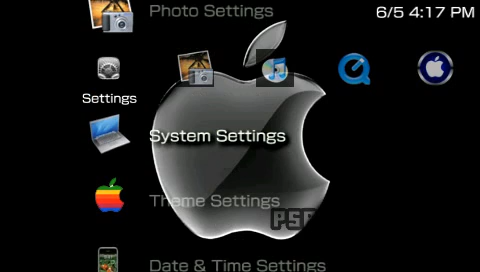 Photo Settings
6/5 4:17 PM
Settings
System Settings
Theme Settings
PSP
Date & Time Settings